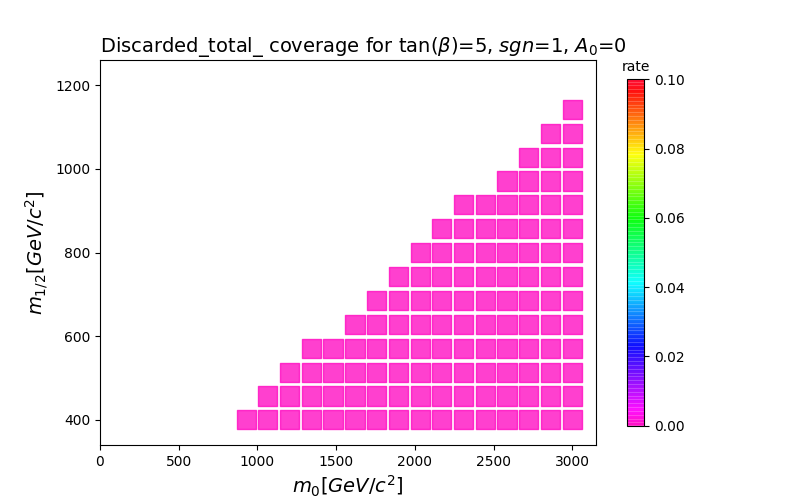 Discarded_total_ coverage for tan(β)=5, sgn=1, A₀=0
rate
0.10
0.08
0.06
0.04
0.02
0.00
1200
1000
800
600
400
m₁/₂[GeV/c²]
0 500 1000 1500 2000 2500 3000
m₀[GeV/c²]